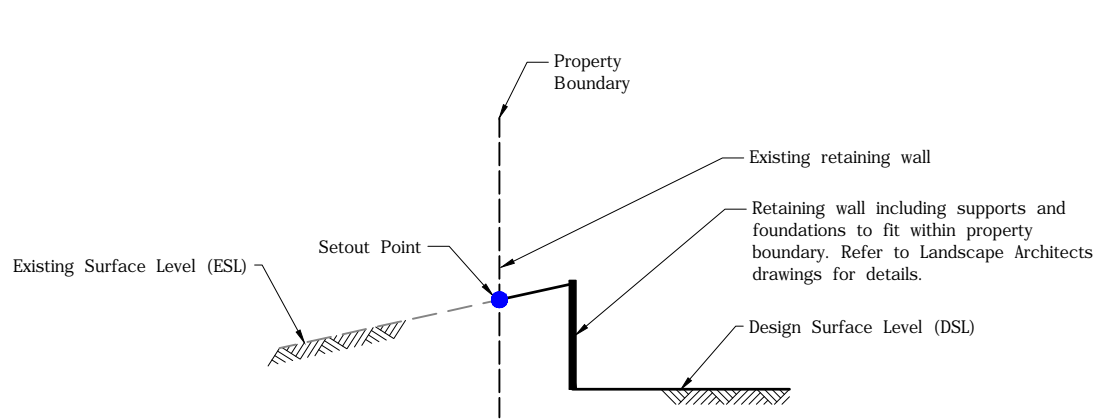 Property
Boundary
Existing retaining wall
Retaining wall including supports and
foundations to fit within property
boundary. Refer to Landscape Architects
drawings for details.
Setout Point
Existing Surface Level (ESL)
Design Surface Level (DSL)